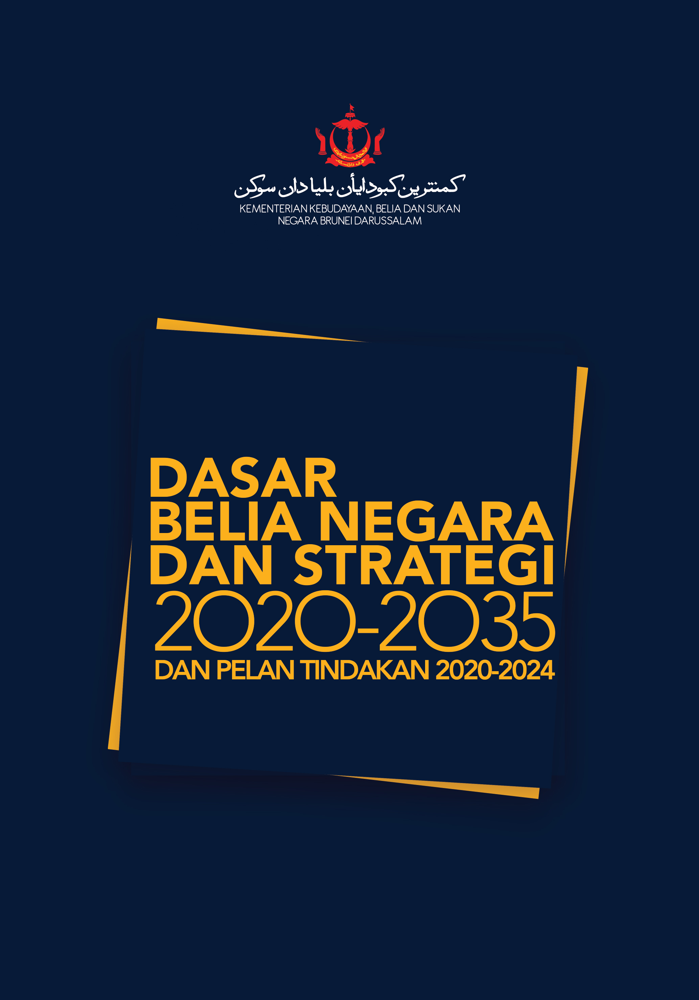 الدائمون المحسنون بالهدى
بروني دارالسلام
كمنترين كبودايأن بليا دان سوكن
KEMENTERIAN KEBUDAYAAN, BELIA DAN SUKAN
NEGARA BRUNEI DARUSSALAM
DASAR
BELIA NEGARA
DAN STRATEGI
2020-2035
DAN PELAN TINDAKAN 2020-2024